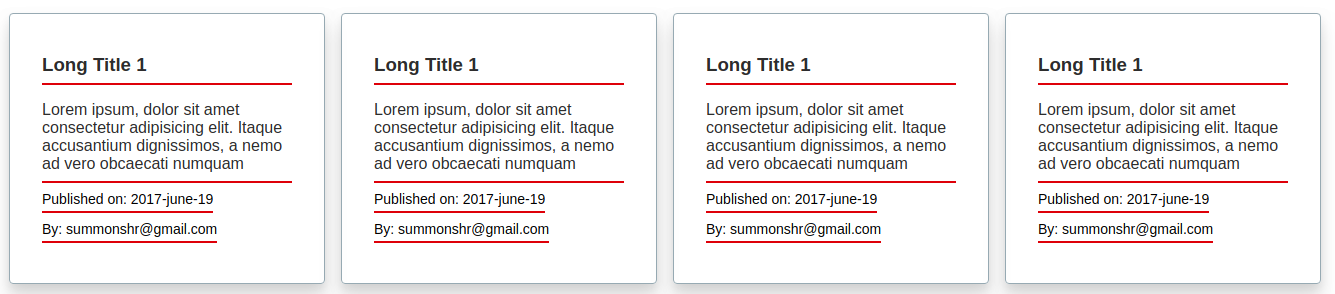 Long Title 1
Lorem ipsum, dolor sit amet
consectetur adipisicing elit. Itaque
accusantium dignissimos, a nemo
ad vero obcaecati numquam
Published on: 2017-june-19
By: summonshr@gmail.com
Long Title 1
Lorem ipsum, dolor sit amet
consectetur adipisicing elit. Itaque
accusantium dignissimos, a nemo
ad vero obcaecati numquam
Published on: 2017-june-19
By: summonshr@gmail.com
Long Title 1
Lorem ipsum, dolor sit amet
consectetur adipisicing elit. Itaque
accusantium dignissimos, a nemo
ad vero obcaecati numquam
Published on: 2017-june-19
By: summonshr@gmail.com
Long Title 1
Lorem ipsum, dolor sit amet
consectetur adipisicing elit. Itaque
accusantium dignissimos, a nemo
ad vero obcaecati numquam
Published on: 2017-june-19
By: summonshr@gmail.com